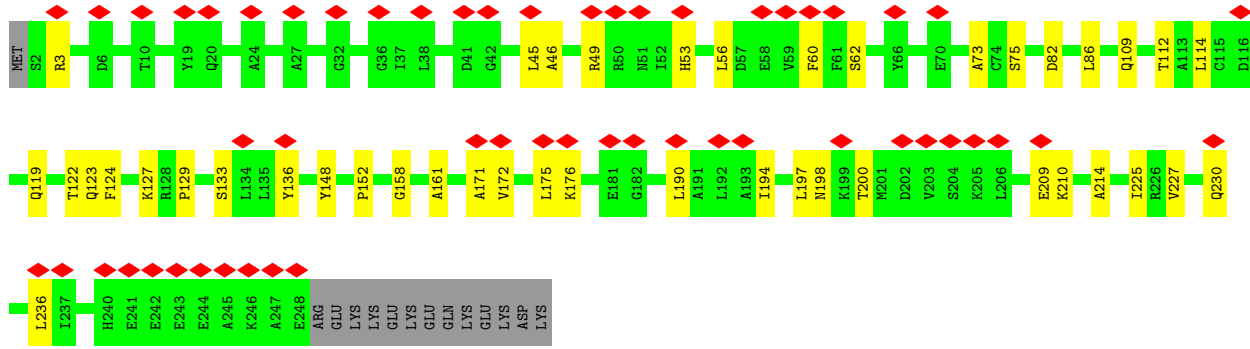 MET S2 R3 D6 T10 Y19 Q20 A24 A27 G32 G36 I37 L38 D41 G42 L45 A46 R49 R50 N51 I52 H53 L56 D57 E58 V59 F60 F61 S62 Y66 E70 A73 C74 S75 D82 L86 Q109 T112 A113 L114 C115 D116
Q119 T122 Q123 F124 K127 R128 P129 S133 L134 L135 Y136 Y148 P152 G158 A161 A171 V172 L175 K176 E181 G182 L190 A191 L192 A193 I194 L197 N198 K199 T200 M201 D202 V203 S204 K205 L206 E209 K210 A214 I225 R226 V227 Q230
L236 I237 H240 E241 E242 E243 E244 A245 K246 A247 E248 ARG GLU LYS LYS GLU LYS GLU GLN LYS GLU LYS ASP LYS